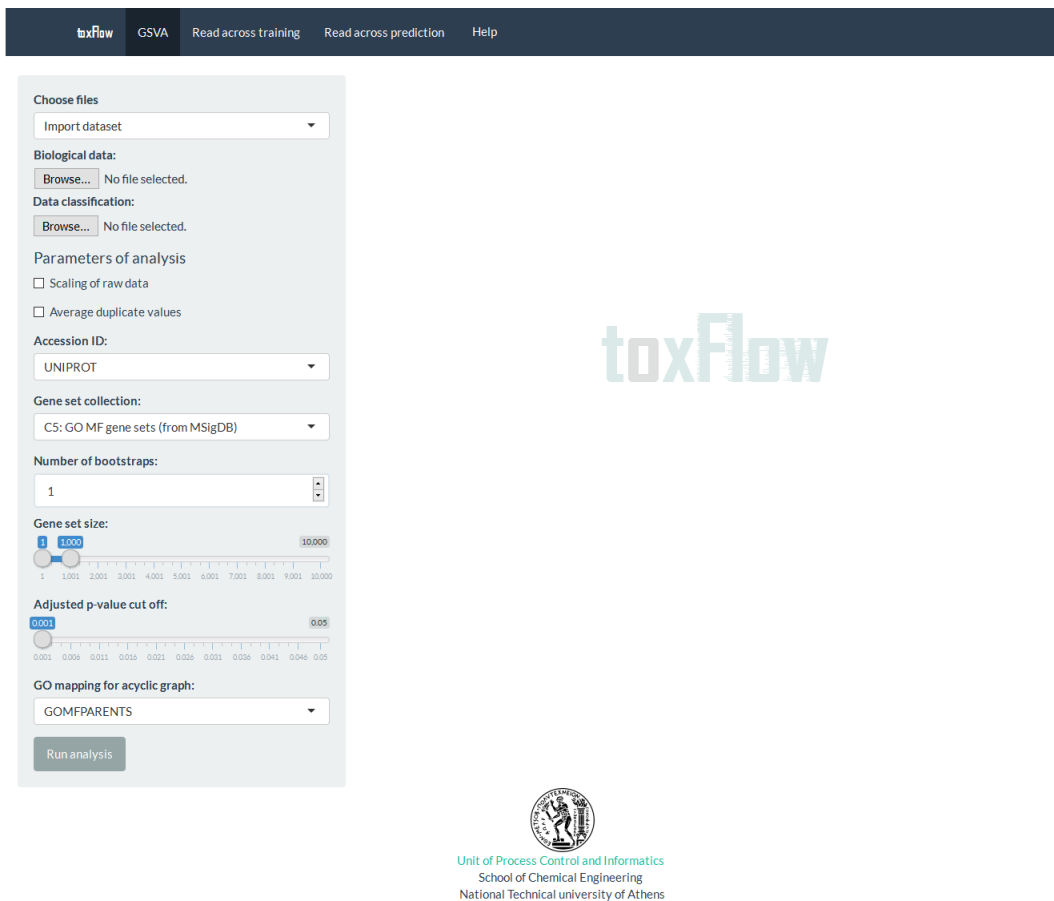 toxFlow GSVA Read across training Read across prediction Help
Choose files
Import dataset
Biological data:
Browse... No file selected.
Data classification:
Browse... No file selected.
Parameters of analysis
Scaling of raw data
Average duplicate values
Accession ID:
UNIPROT
Gene set collection:
C5: GO MF gene sets (from MSigDB)
Number of bootstraps:
1
Gene set size:
1 1,000 10,000
1 1,001 2,001 3,001 4,001 5,001 6,001 7,001 8,001 9,001 10,000
Adjusted p-value cut off:
0.001 0.05
0.001 0.006 0.011 0.016 0.021 0.026 0.031 0.036 0.041 0.046 0.05
GO mapping for acyclic graph:
GOMFPARENTS
Run analysis
toxFlow
Unit of Process Control and Informatics
School of Chemical Engineering
National Technical university of Athens